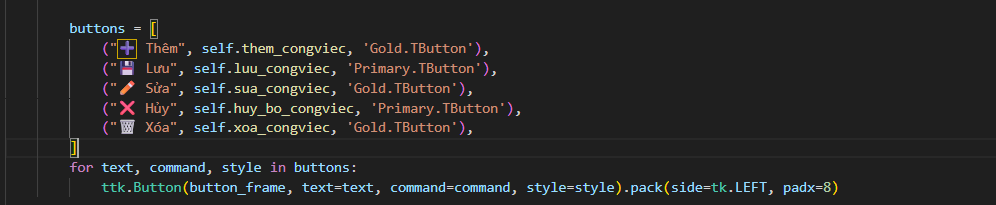 buttons = [
("➕ Thêm", self.them_congviec, 'Gold.TButton'),
("💾 Lưu", self.luu_congviec, 'Primary.TButton'),
("✏️ Sửa", self.sua_congviec, 'Gold.TButton'),
("❌ Hủy", self.huy_bo_congviec, 'Primary.TButton'),
("🗑️ Xóa", self.xoa_congviec, 'Gold.TButton'),
]
for text, command, style in buttons:
ttk.Button(button_frame, text=text, command=command, style=style).pack(side=tk.LEFT, padx=8)